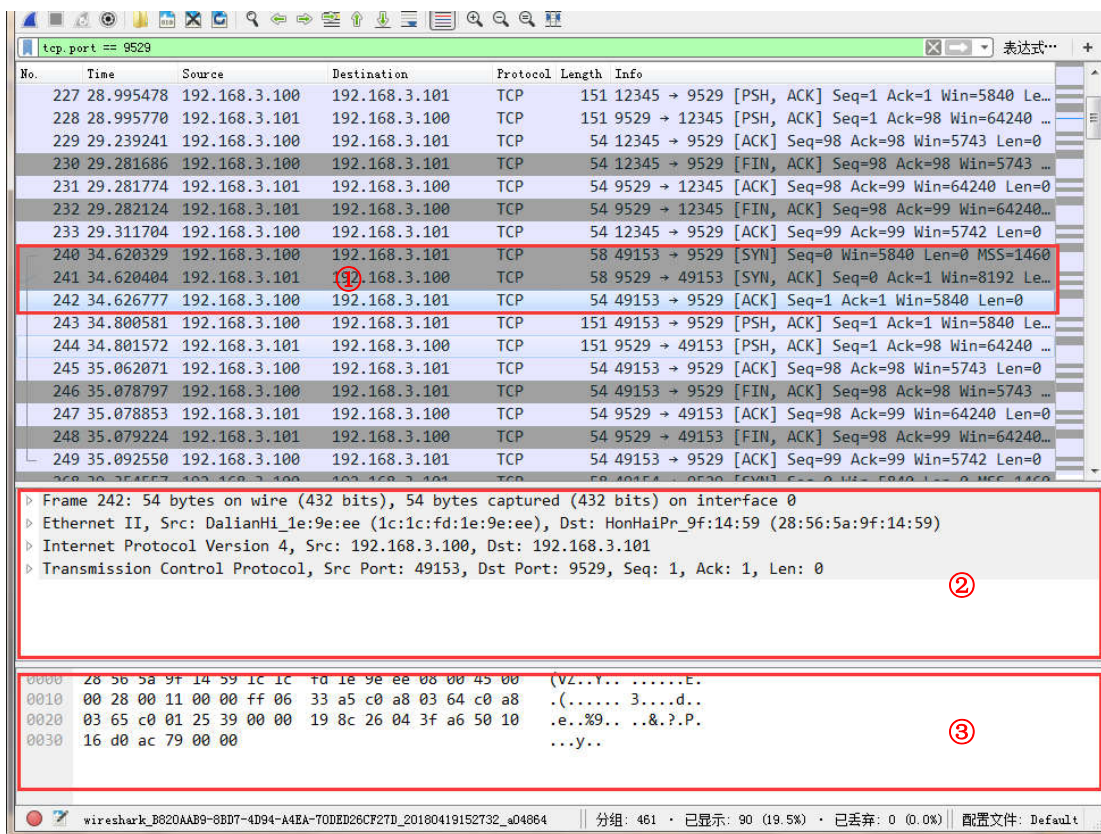 tcp.port == 9529 表达式… +
No. Time Source Destination Protocol Length Info
227 28.995478 192.168.3.100 192.168.3.101 TCP 151 12345 → 9529 [PSH, ACK] Seq=1 Ack=1 Win=5840 Le…
228 28.995770 192.168.3.101 192.168.3.100 TCP 151 9529 → 12345 [PSH, ACK] Seq=1 Ack=98 Win=64240 …
229 29.239241 192.168.3.100 192.168.3.101 TCP 54 12345 → 9529 [ACK] Seq=98 Ack=98 Win=5743 Len=0
230 29.281686 192.168.3.100 192.168.3.101 TCP 54 12345 → 9529 [FIN, ACK] Seq=98 Ack=98 Win=5743 …
231 29.281774 192.168.3.101 192.168.3.100 TCP 54 9529 → 12345 [ACK] Seq=98 Ack=99 Win=64240 Len=0
232 29.282124 192.168.3.101 192.168.3.100 TCP 54 9529 → 12345 [FIN, ACK] Seq=98 Ack=99 Win=64240…
233 29.311704 192.168.3.100 192.168.3.101 TCP 54 12345 → 9529 [ACK] Seq=99 Ack=99 Win=5742 Len=0
240 34.620329 192.168.3.100 192.168.3.101 TCP 58 49153 → 9529 [SYN] Seq=0 Win=5840 Len=0 MSS=1460
241 34.620404 192.168.3.101 ① 192.168.3.100 TCP 58 9529 → 49153 [SYN, ACK] Seq=0 Ack=1 Win=8192 Le…
242 34.626777 192.168.3.100 192.168.3.101 TCP 54 49153 → 9529 [ACK] Seq=1 Ack=1 Win=5840 Len=0
243 34.800581 192.168.3.100 192.168.3.101 TCP 151 49153 → 9529 [PSH, ACK] Seq=1 Ack=1 Win=5840 Le…
244 34.801572 192.168.3.101 192.168.3.100 TCP 151 9529 → 49153 [PSH, ACK] Seq=1 Ack=98 Win=64240 …
245 35.062071 192.168.3.100 192.168.3.101 TCP 54 49153 → 9529 [ACK] Seq=98 Ack=98 Win=5743 Len=0
246 35.078797 192.168.3.100 192.168.3.101 TCP 54 49153 → 9529 [FIN, ACK] Seq=98 Ack=98 Win=5743 …
247 35.078853 192.168.3.101 192.168.3.100 TCP 54 9529 → 49153 [ACK] Seq=98 Ack=99 Win=64240 Len=0
248 35.079224 192.168.3.101 192.168.3.100 TCP 54 9529 → 49153 [FIN, ACK] Seq=98 Ack=99 Win=64240…
249 35.092550 192.168.3.100 192.168.3.101 TCP 54 49153 → 9529 [ACK] Seq=99 Ack=99 Win=5742 Len=0
Frame 242: 54 bytes on wire (432 bits), 54 bytes captured (432 bits) on interface 0
Ethernet II, Src: DalianHi_1e:9e:ee (1c:1c:fd:1e:9e:ee), Dst: HonHaiPr_9f:14:59 (28:56:5a:9f:14:59)
Internet Protocol Version 4, Src: 192.168.3.100, Dst: 192.168.3.101
Transmission Control Protocol, Src Port: 49153, Dst Port: 9529, Seq: 1, Ack: 1, Len: 0
②
0000 28 56 5a 9f 14 59 1c 1c fd 1e 9e ee 08 00 45 00 (VZ..Y.. ......E.
0010 00 28 00 11 00 00 ff 06 33 a5 c0 a8 03 64 c0 a8 .(...... 3....d..
0020 03 65 c0 01 25 39 00 00 19 8c 26 04 3f a6 50 10 .e..%9.. ..&.?.P.
0030 16 d0 ac 79 00 00 ...y..
③
wireshark_B820AAB9-8BD7-4D94-A4EA-70DED26CF27D_20180419152732_a04864 分组: 461 · 已显示: 90 (19.5%) · 已丢弃: 0 (0.0%) 配置文件: Default